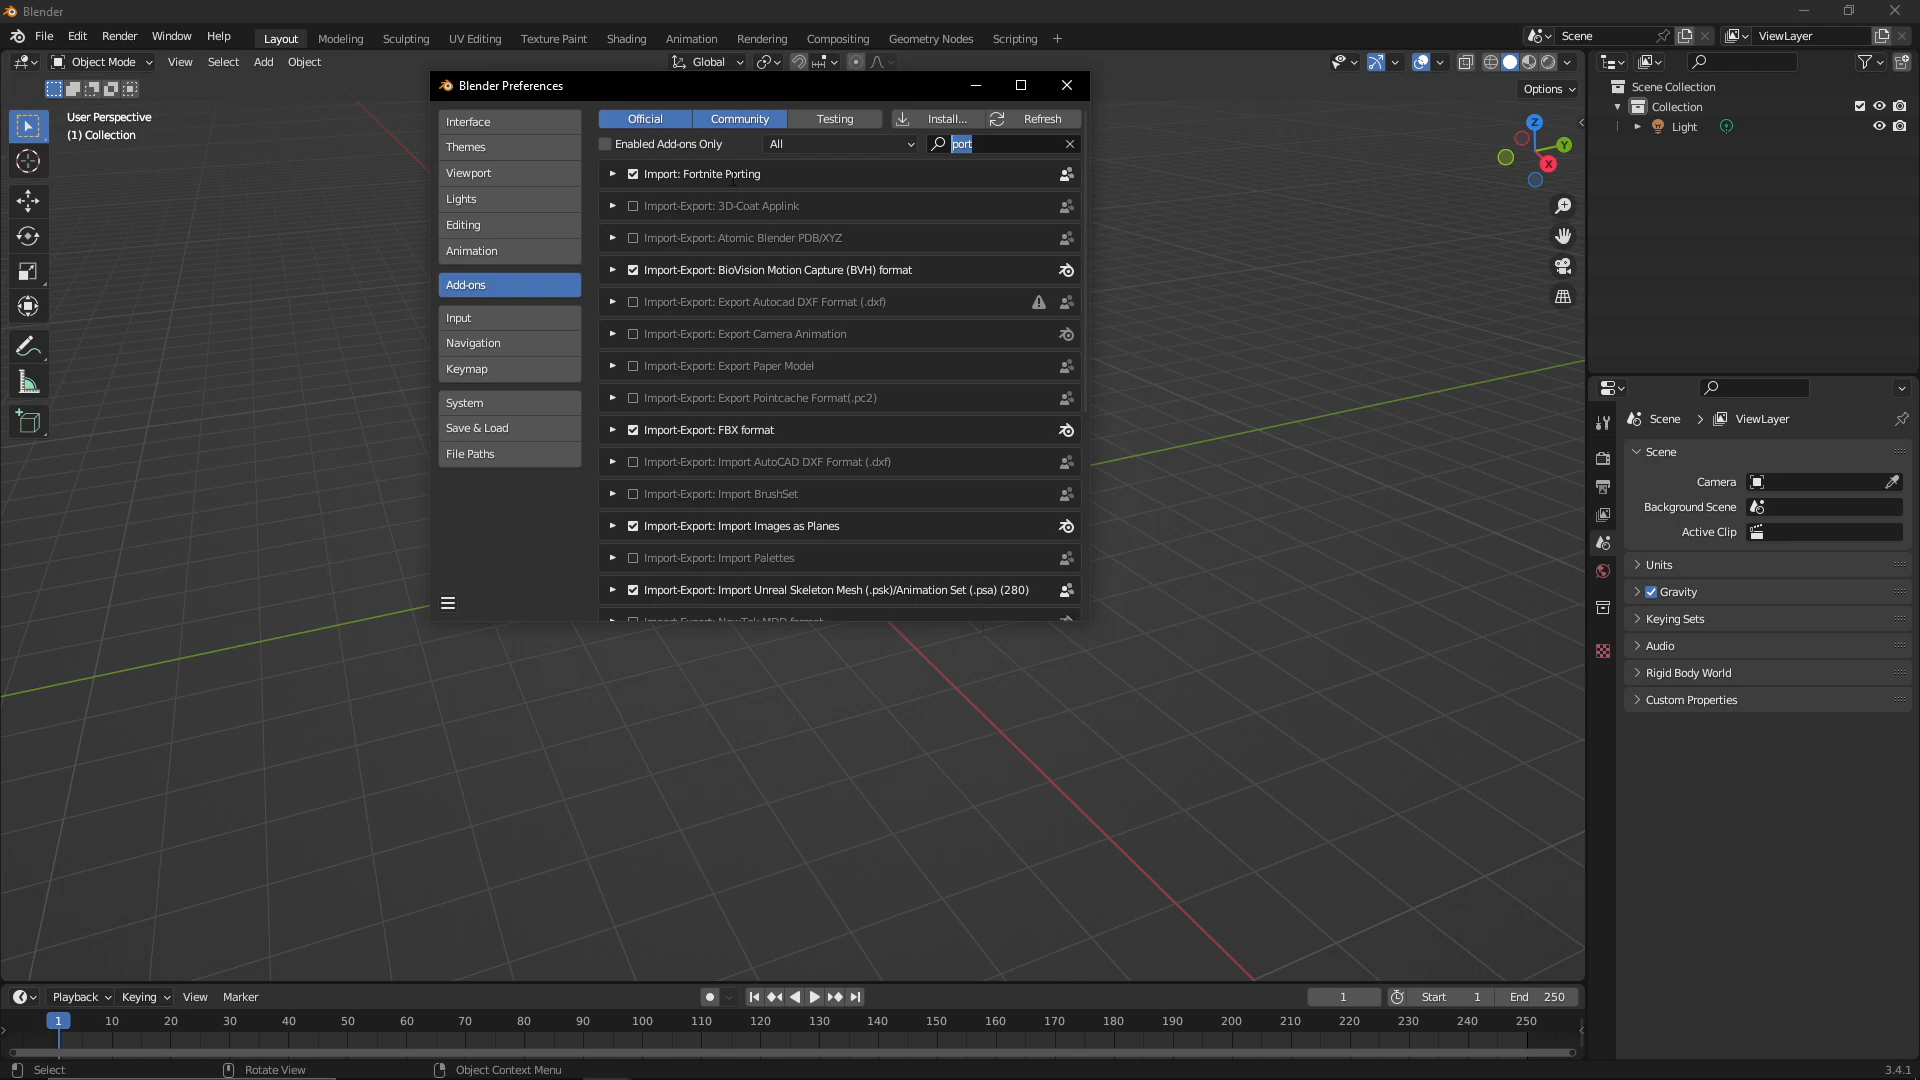 Blender
File Edit Render Window Help Layout Modeling Sculpting UV Editing Texture Paint Shading Animation Rendering Compositing Geometry Nodes Scripting + Scene ViewLayer
Object Mode View Select Add Object Global
Options
User Perspective
(1) Collection
Z
Y
X
Blender Preferences
Interface
Themes
Viewport
Lights
Editing
Animation
Add-ons
Input
Navigation
Keymap
System
Save & Load
File Paths
Official Community Testing Install... Refresh
Enabled Add-ons Only All port
Import: Fortnite Porting
Import-Export: 3D-Coat Applink
Import-Export: Atomic Blender PDB/XYZ
Import-Export: BioVision Motion Capture (BVH) format
Import-Export: Export Autocad DXF Format (.dxf)
Import-Export: Export Camera Animation
Import-Export: Export Paper Model
Import-Export: Export Pointcache Format(.pc2)
Import-Export: FBX format
Import-Export: Import AutoCAD DXF Format (.dxf)
Import-Export: Import BrushSet
Import-Export: Import Images as Planes
Import-Export: Import Palettes
Import-Export: Import Unreal Skeleton Mesh (.psk)/Animation Set (.psa) (280)
Import-Export: NewTek MDD format
Scene Collection
Collection
Light
Scene > ViewLayer
Scene
Camera
Background Scene
Active Clip
Units
Gravity
Keying Sets
Audio
Rigid Body World
Custom Properties
Playback Keying View Marker 1 Start 1 End 250
1 10 20 30 40 50 60 70 80 90 100 110 120 130 140 150 160 170 180 190 200 210 220 230 240 250
Select Rotate View Object Context Menu 3.4.1